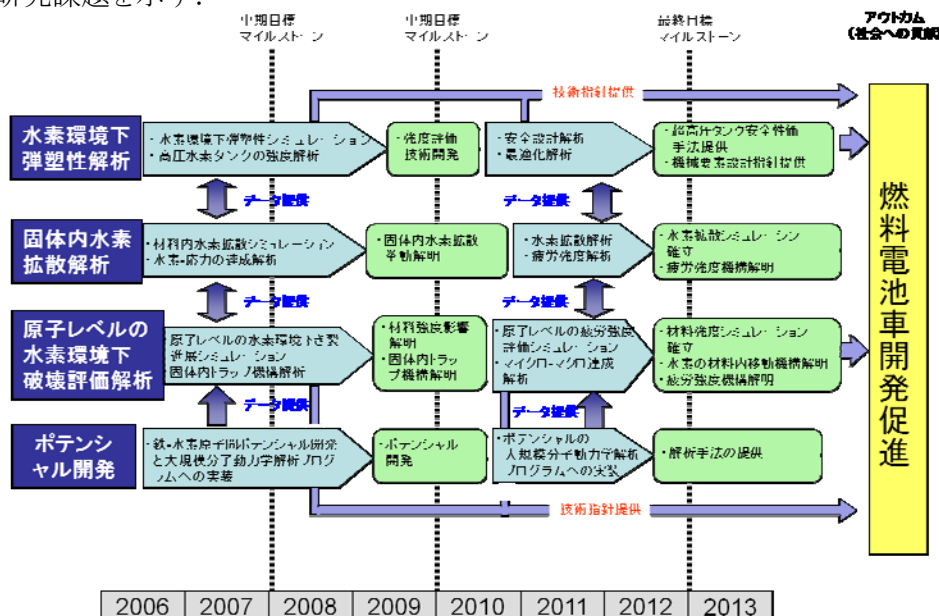 研究課題を示す.
中期目標
マイルストーン
中期目標
マイルストーン
最終目標
マイルストーン
アウトカム
(社会への貢献)
技術指針提供
水素環境下
弾塑性解析
・水素環境下弾塑性シミュレーション
・高圧水素タンクの強度解析
・強度評価
技術開発
・安全設計解析
・最適化解析
・超高圧タンク安全性価
手法提供
・機械要素設計指針提供
データ提供
データ提供
固体内水素
拡散解析
・材料内水素拡散シミュレーション
・水素-応力の連成解析
・固体内水素拡散
挙動解明
・水素拡散解析
・疲労強度解析
・水素拡散シミュレーション
確立
・疲労強度機構解明
データ提供
データ提供
原子レベルの
水素環境下
破壊評価解析
・原子レベルの水素環境下き裂
進展シミュレーション
・固体内トラップ機構解析
・材料強度影響
解明
・固体内トラッ
プ機構解明
・原子レベルの疲労強度
評価シミュレーション
・マイクロ-マクロ連成
解析
・材料強度シミュレーション
確立
・水素の材料内移動機構解明
・疲労強度機構解明
データ提供
データ提供
ポテンシ
ャル開発
・鉄-水素原子間ポテンシャル開発
と大規模分子動力学解析プログ
ラムへの実装
・ポテンシャル
開発
・ポテンシャルの
大規模分子動力学解析
プログラムへの実装
・解析手法の提供
技術指針提供
燃料電池車開発促進
2006 2007 2008 2009 2010 2011 2012 2013